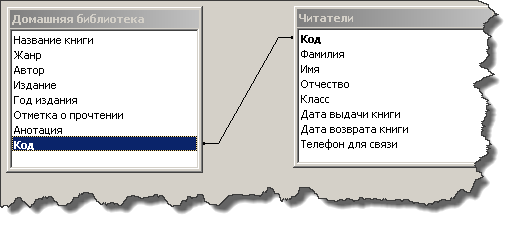 Домашняя библиотека
Название книги
Жанр
Автор
Издание
Год издания
Отметка о прочтении
Анотация
Код
Читатели
Код
Фамилия
Имя
Отчество
Класс
Дата выдачи книги
Дата возврата книги
Телефон для связи